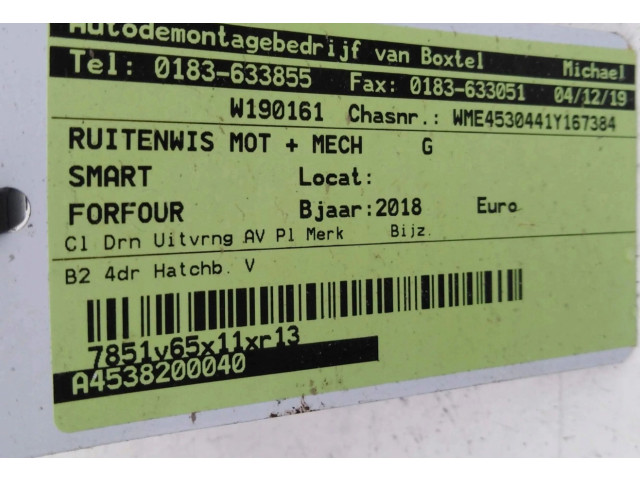 Autodemontagebedrijf van Boxtel Michael
Tel: 0183-633855 Fax: 0183-633051 04/12/19
W190161 Chasnr.: WME4530441Y167384
RUITENWIS MOT + MECH G
SMART Locat:
FORFOUR Bjaar:2018 Euro
Cl Drn Uitvrng AV Pl Merk Bijz.
B2 4dr Hatchb. V
7851v65x11xr13
A4538200040